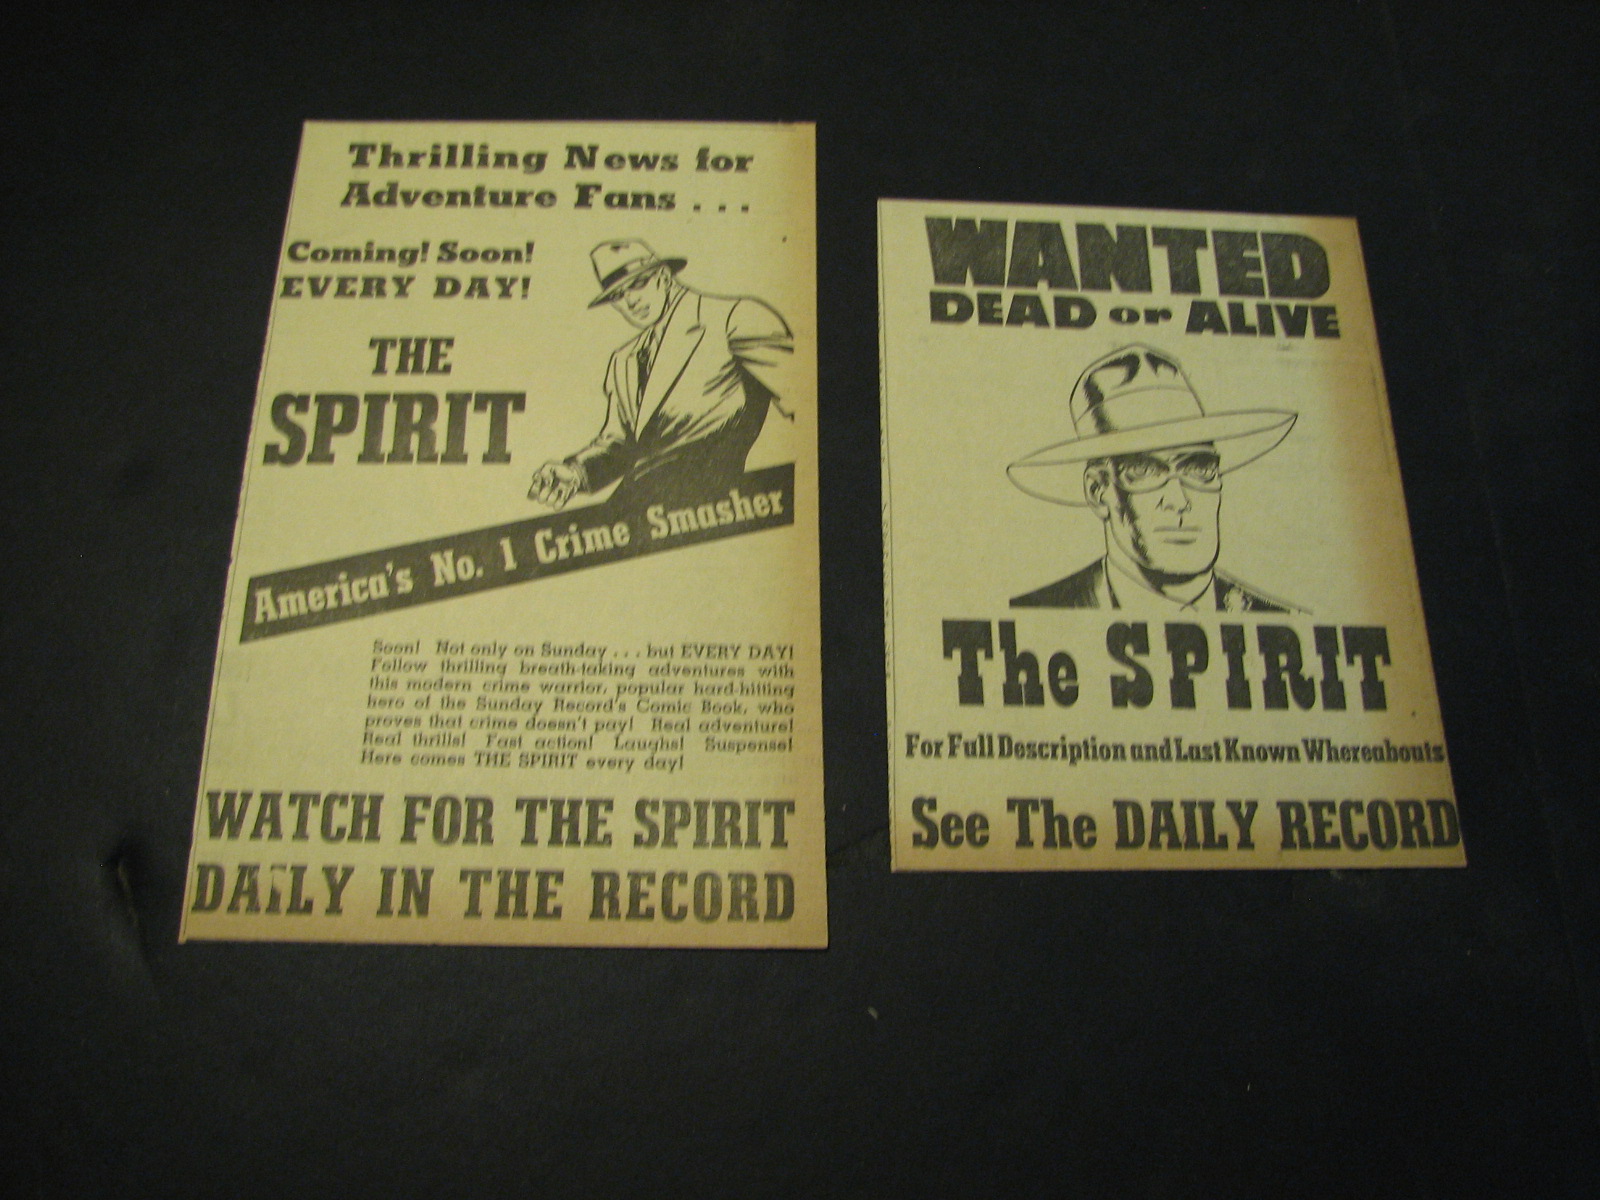 Thrilling News for
Adventure Fans . . .
Coming! Soon!
EVERY DAY!
THE
SPIRIT
America's No. 1 Crime Smasher
Soon! Not only on Sunday . . . but EVERY DAY!
Follow thrilling breath-taking adventures with
this modern crime warrior, popular hard-hitting
hero of the Sunday Record's Comic Book, who
proves that crime doesn't pay! Real adventure!
Real thrills! Fast action! Laughs! Suspense!
Here comes THE SPIRIT every day!
WATCH FOR THE SPIRIT
DAILY IN THE RECORD
WANTED
DEAD or ALIVE
The SPIRIT
For Full Description and Last Known Whereabouts
See The DAILY RECORD